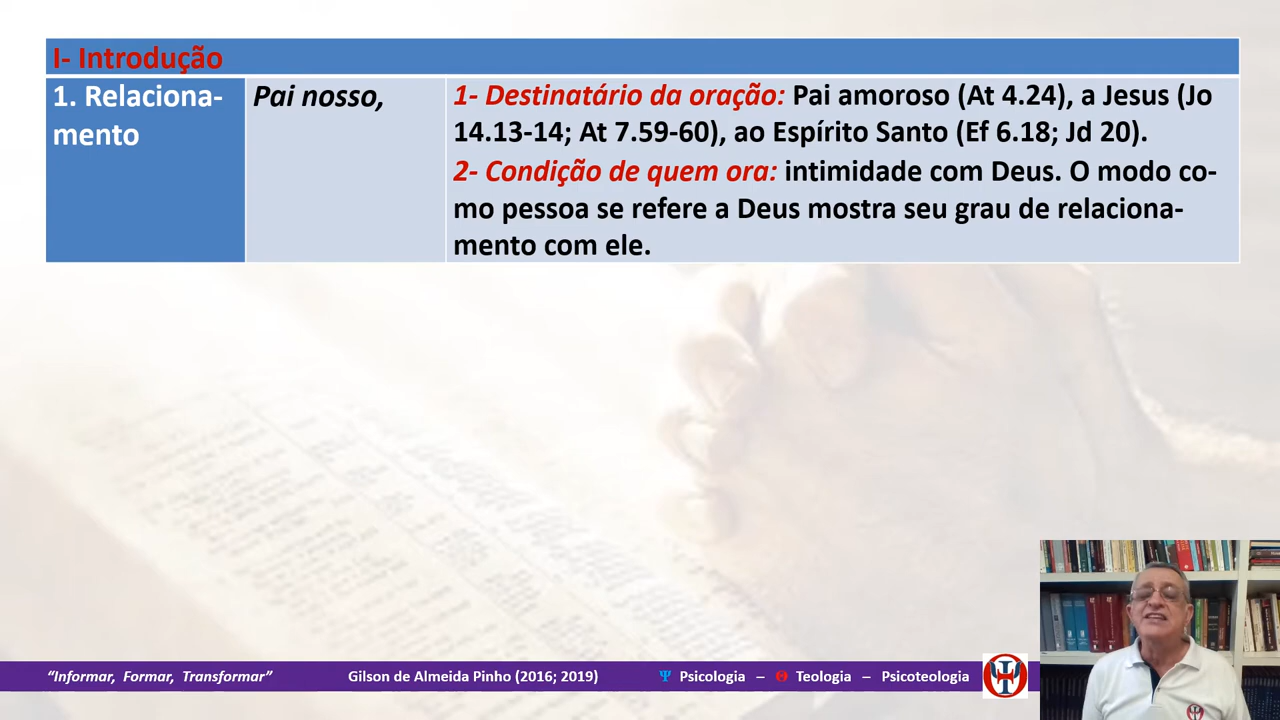 I- Introdução
1. Relaciona-
mento
Pai nosso,
1- Destinatário da oração: Pai amoroso (At 4.24), a Jesus (Jo
14.13-14; At 7.59-60), ao Espírito Santo (Ef 6.18; Jd 20).
2- Condição de quem ora: intimidade com Deus. O modo co-
mo pessoa se refere a Deus mostra seu grau de relaciona-
mento com ele.
“Informar, Formar, Transformar” Gilson de Almeida Pinho (2016; 2019) Ψ Psicologia – Θ Teologia – Psicoteologia